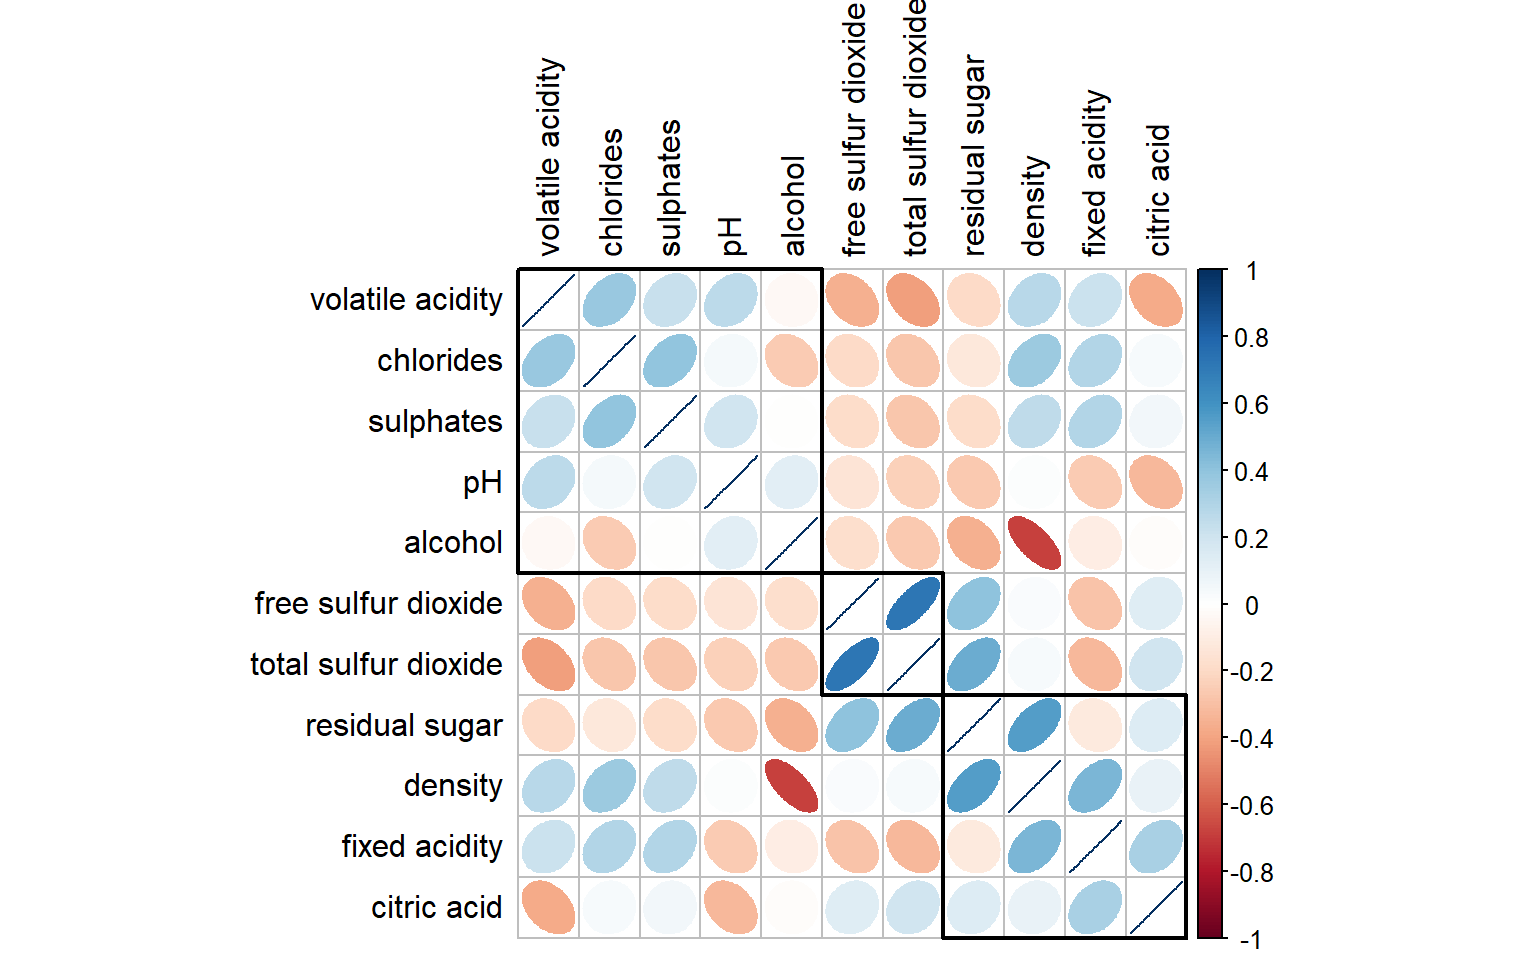 volatile acidity
chlorides
sulphates
pH
alcohol
free sulfur dioxide
total sulfur dioxide
residual sugar
density
fixed acidity
citric acid
volatile acidity
chlorides
sulphates
pH
alcohol
free sulfur dioxide
total sulfur dioxide
residual sugar
density
fixed acidity
citric acid
1
0.8
0.6
0.4
0.2
0
-0.2
-0.4
-0.6
-0.8
-1